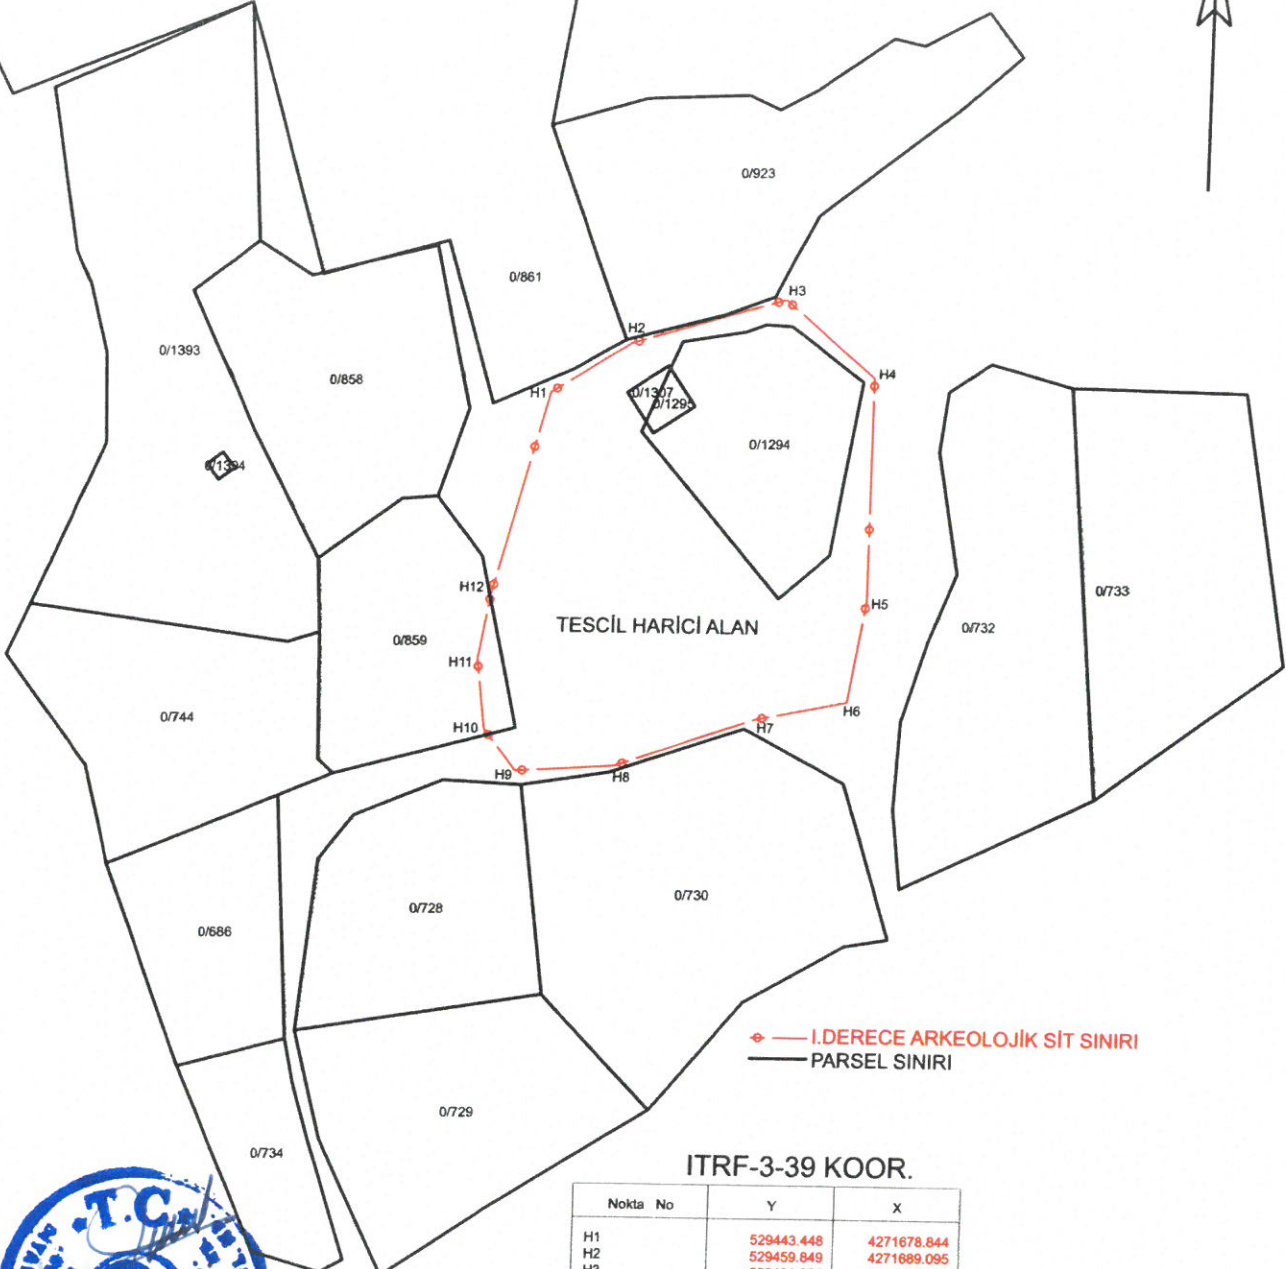 0/923
0/861
H3
H2
0/1393
0/858
H1
0/1307
0/1295
H4
0/1294
0/1394
H12
H5
0/733
TESCİL HARİCİ ALAN
0/732
0/859
H11
0/744
H6
H10
H7
H9
H8
0/686
0/728
0/730
I.DERECE ARKEOLOJİK SİT SINIRI
PARSEL SINIRI
0/729
0/734
ITRF-3-39 KOOR.
Nokta No Y X
H1 529443.448 4271678.844
H2 529459.849 4271689.095
T.C.